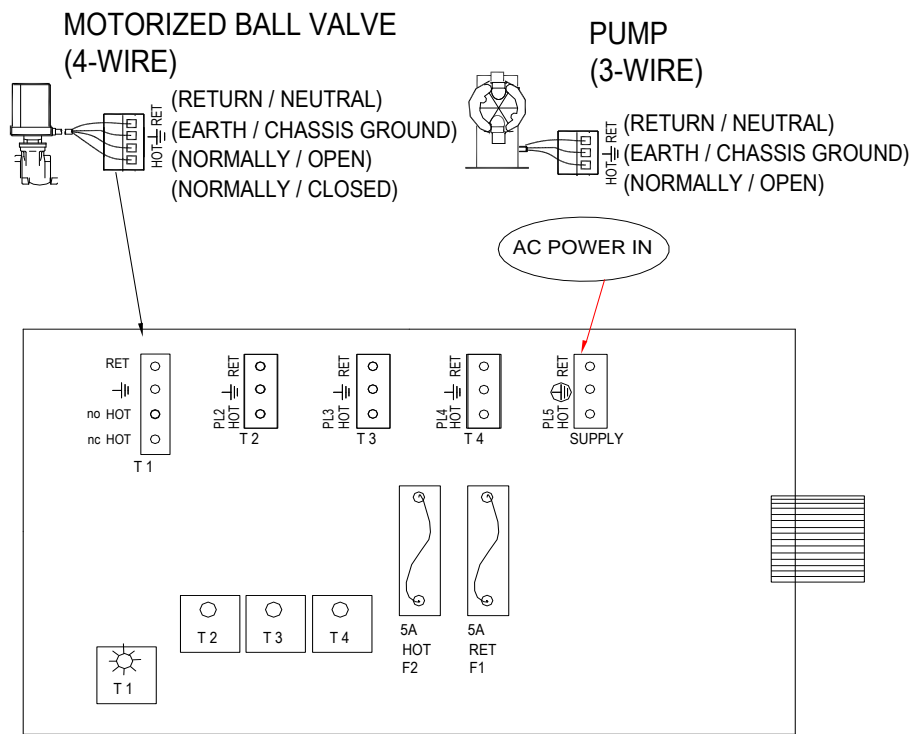 MOTORIZED BALL VALVE
(4-WIRE)
PUMP
(3-WIRE)
HOT RET
(RETURN / NEUTRAL)
(EARTH / CHASSIS GROUND)
(NORMALLY / OPEN)
(NORMALLY / CLOSED)
HOT RET
(RETURN / NEUTRAL)
(EARTH / CHASSIS GROUND)
(NORMALLY / OPEN)
AC POWER IN
RET
no HOT
nc HOT
T 1
PL2
HOT RET
T 2
PL3
HOT RET
T 3
PL4
HOT RET
T 4
PL5
HOT RET
SUPPLY
5A
HOT
F2
5A
RET
F1
T 2
T 3
T 4
T 1